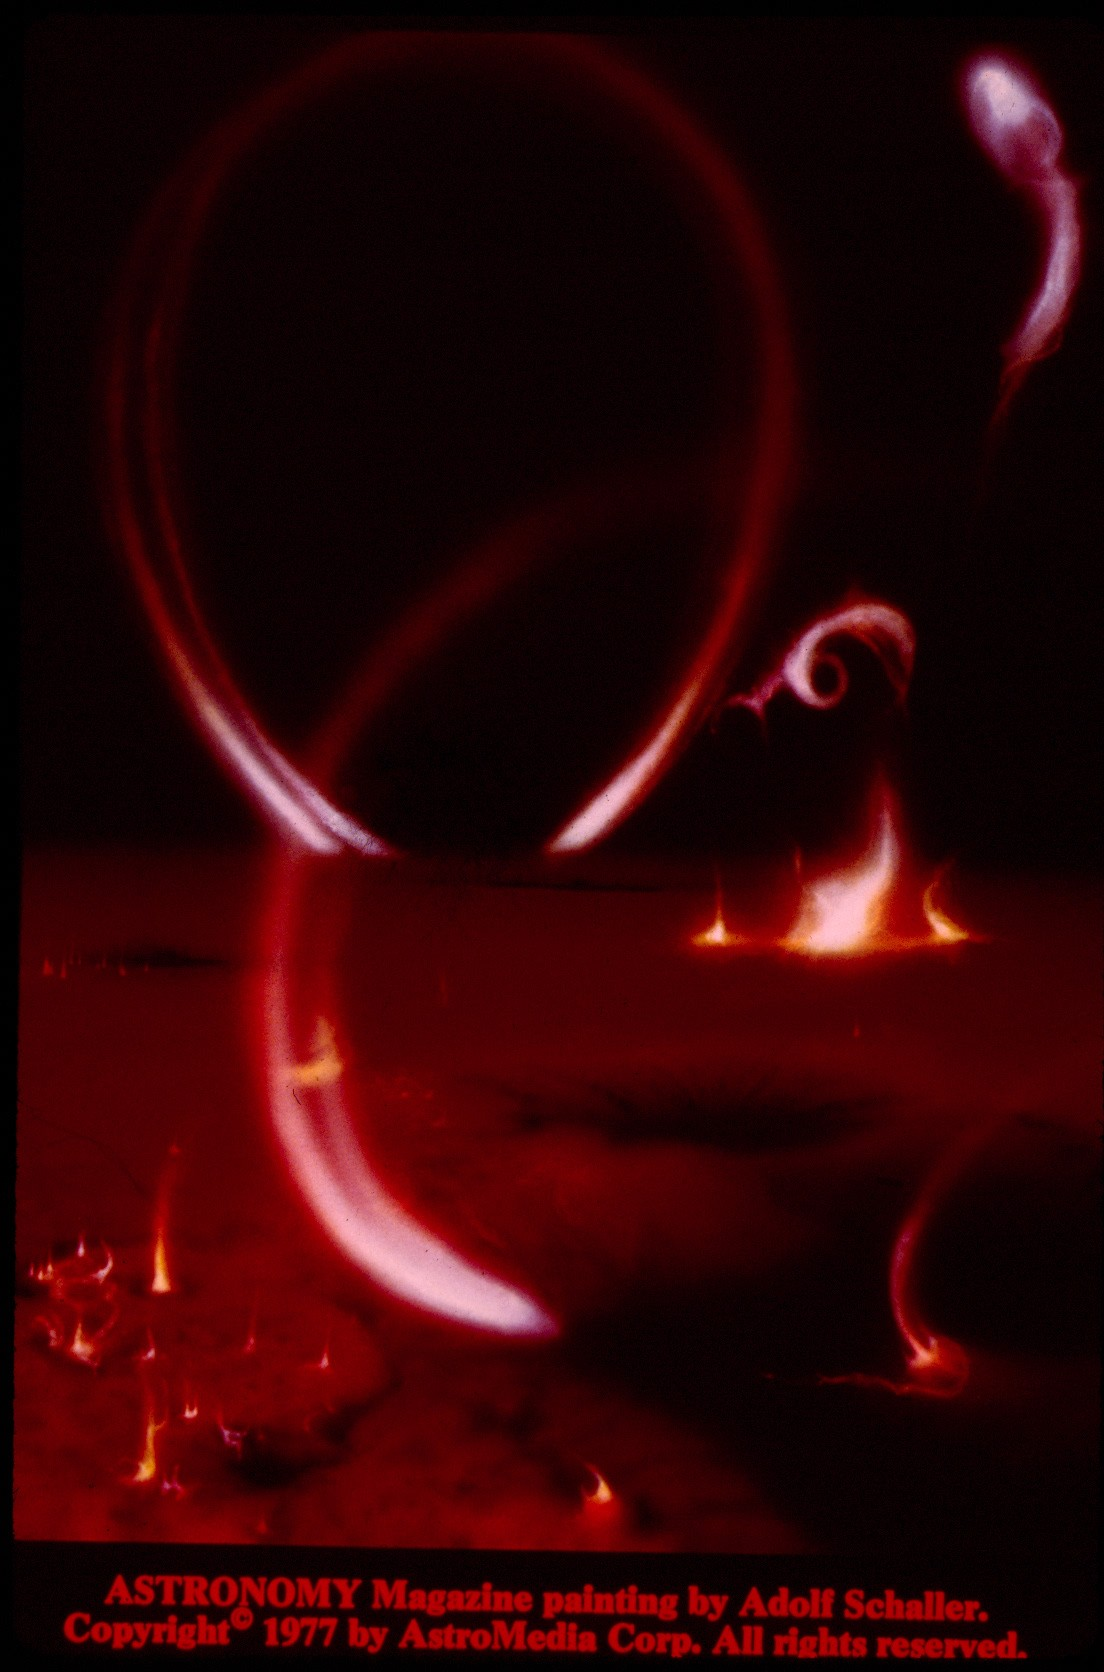 ASTRONOMY Magazine painting by Adolf Schaller.
Copyright© 1977 by AstroMedia Corp. All rights reserved.